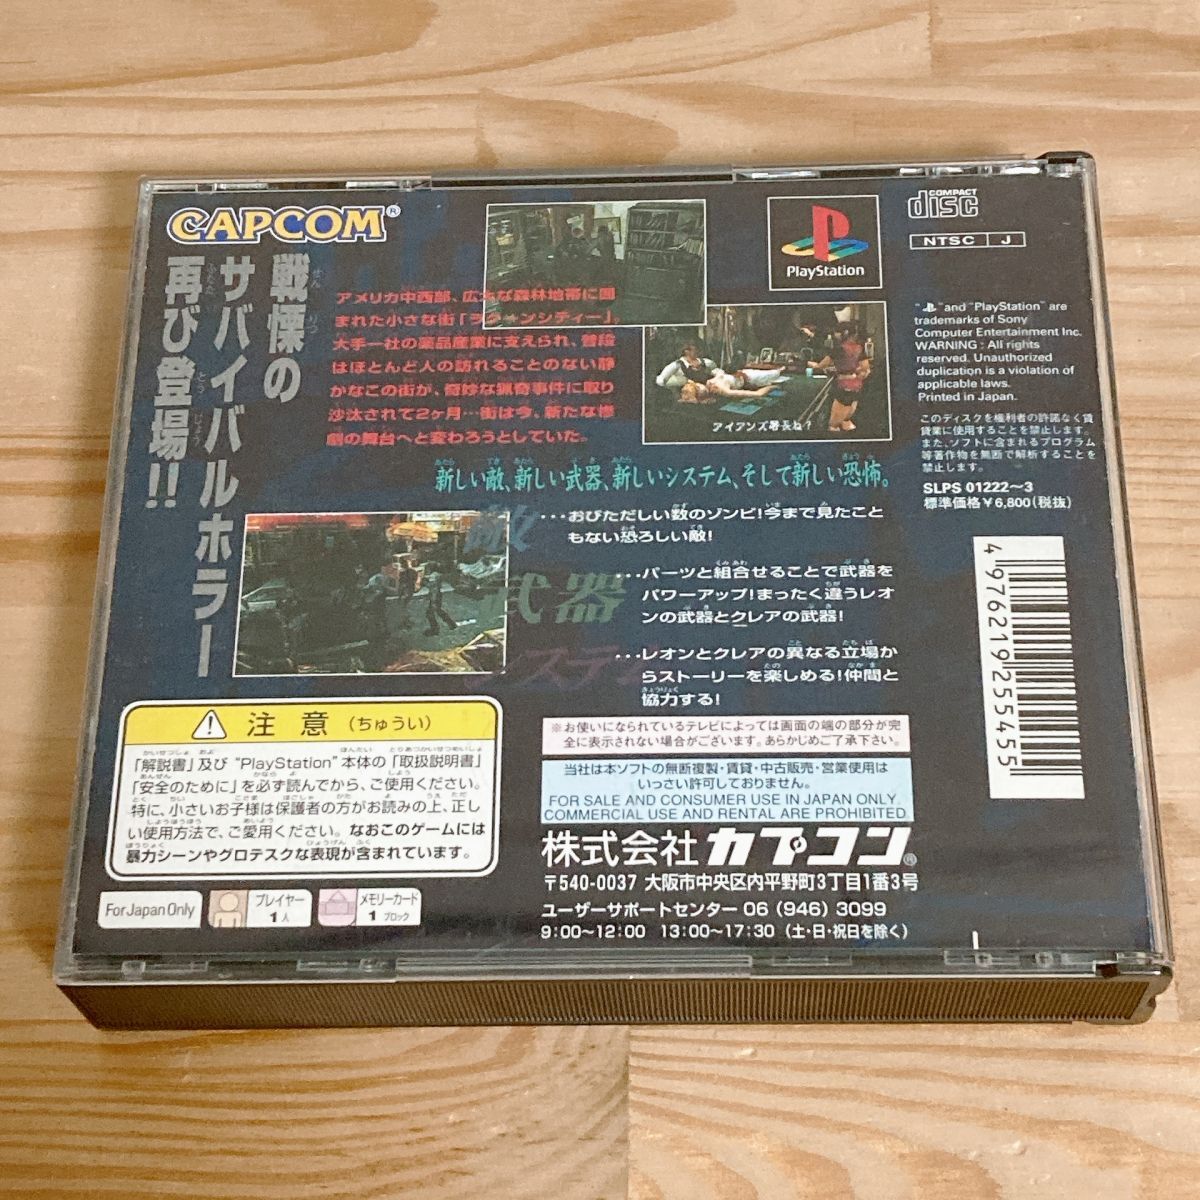 CAPCOM®
戦慄の
サバイバルホラー
再び登場!!
アメリカ中西部、広大な森林地帯に囲
まれた小さな街「ラクーンシティー」。
大手一社の薬品産業に支えられ、普段
はほとんど人の訪れることのない静
かなこの街が、奇妙な猟奇事件に取り
沙汰されて2ヶ月…街は今、新たな惨
劇の舞台へと変わろうとしていた。
アイアンズ署長ね?
PlayStation
COMPACT
disc
NTSC J
"PS" and "PlayStation" are
trademarks of Sony
Computer Entertainment Inc.
WARNING : All rights
reserved. Unauthorized
duplication is a violation of
applicable laws.
Printed in Japan.
このディスクを権利者の許諾なく賃
貸業に使用することを禁止します。
また、ソフトに含まれるプログラム
等著作物を無断で解析することを
禁止します。
SLPS 01222〜3
標準価格¥6,800(税抜)
4 976219 255455
新しい敵、新しい武器、新しいシステム、そして新しい恐怖。
敵
…おびただしい数のゾンビ!今まで見たこと
もない恐ろしい敵!
武器
…パーツと組合せることで武器を
パワーアップ!まったく違うレオ
ンの武器とクレアの武器!
システム
…レオンとクレアの異なる立場か
らストーリーを楽しめる!仲間と
協力する!
※お使いになられているテレビによっては画面の端の部分が完
全に表示されない場合がございます。あらかじめご了承下さい。
当社は本ソフトの無断複製・賃貸・中古販売・営業使用は
いっさい許可しておりません。
FOR SALE AND CONSUMER USE IN JAPAN ONLY.
COMMERCIAL USE AND RENTAL ARE PROHIBITED.
株式会社カプコン®
〒540-0037 大阪市中央区内平野町3丁目1番3号
ユーザーサポートセンター 06 (946) 3099
9:00〜12:00 13:00〜17:30 (土・日・祝日を除く)
注意(ちゅうい)
「解説書」及び "PlayStation" 本体の「取扱説明書」
「安全のために」を必ず読んでから、ご使用ください。
特に、小さいお子様は保護者の方がお読みの上、正し
い使用方法で、ご愛用ください。なおこのゲームには
暴力シーンやグロテスクな表現が含まれています。
For Japan Only
プレイヤー
1人
メモリーカード
1 ブロック